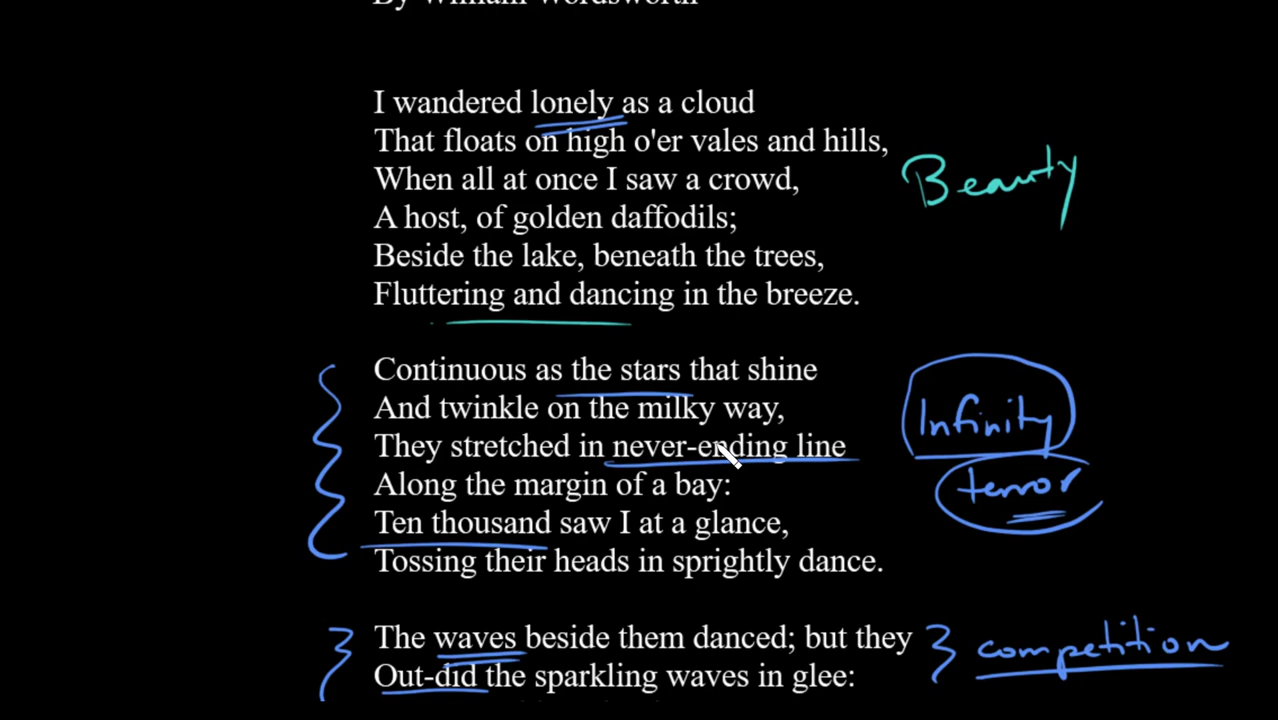 By William Wordsworth
I wandered lonely as a cloud
That floats on high o'er vales and hills,
When all at once I saw a crowd,
A host, of golden daffodils;
Beside the lake, beneath the trees,
Fluttering and dancing in the breeze.
Beauty
Continuous as the stars that shine
And twinkle on the milky way,
They stretched in never-ending line
Along the margin of a bay:
Ten thousand saw I at a glance,
Tossing their heads in sprightly dance.
Infinity
terror
The waves beside them danced; but they
Out-did the sparkling waves in glee:
competition